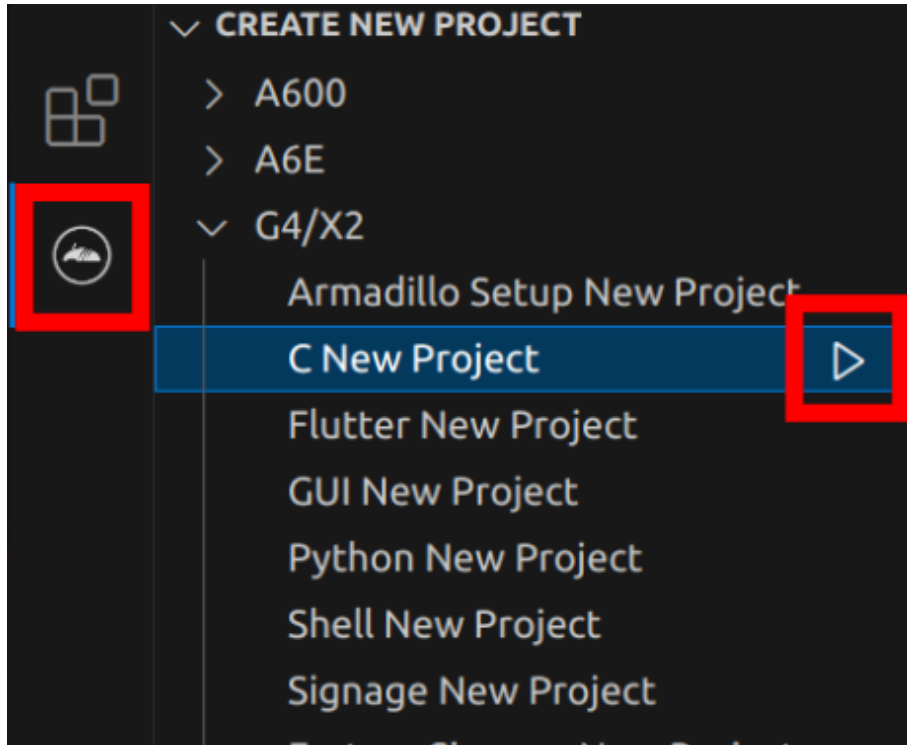 CREATE NEW PROJECT
A600
A6E
G4/X2
Armadillo Setup New Project
C New Project
Flutter New Project
GUI New Project
Python New Project
Shell New Project
Signage New Project